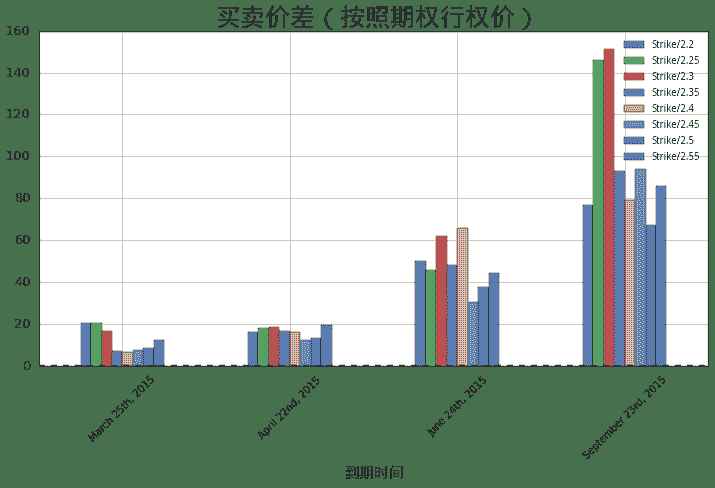 买卖价差（按照期权行权价）
160
140
120
100
80
60
40
20
0
Strike/2.2
Strike/2.25
Strike/2.3
Strike/2.35
Strike/2.4
Strike/2.45
Strike/2.5
Strike/2.55
March 25th, 2015
April 22nd, 2015
June 24th, 2015
September 23rd, 2015
到期时间